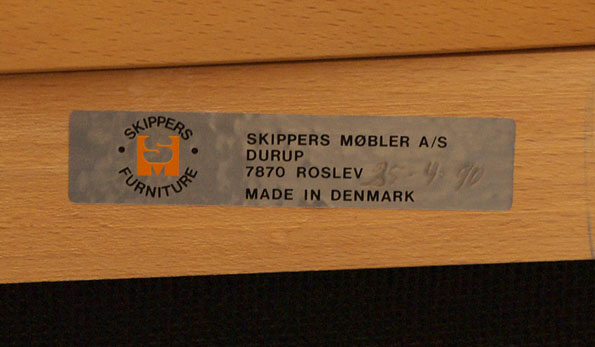 SKIPPERS
FURNITURE
SKIPPERS MØBLER A/S
DURUP
7870 ROSLEV
MADE IN DENMARK